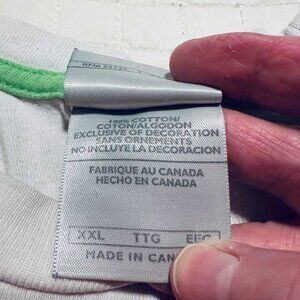 100% COTTON/
COTON/ALGODON
EXCLUSIVE OF DECORATION
SANS ORNEMENTS
NO INCLUYE LA DECORACION
FABRIQUE AU CANADA
HECHO EN CANADA
XXL TTG EEG
MADE IN CAN